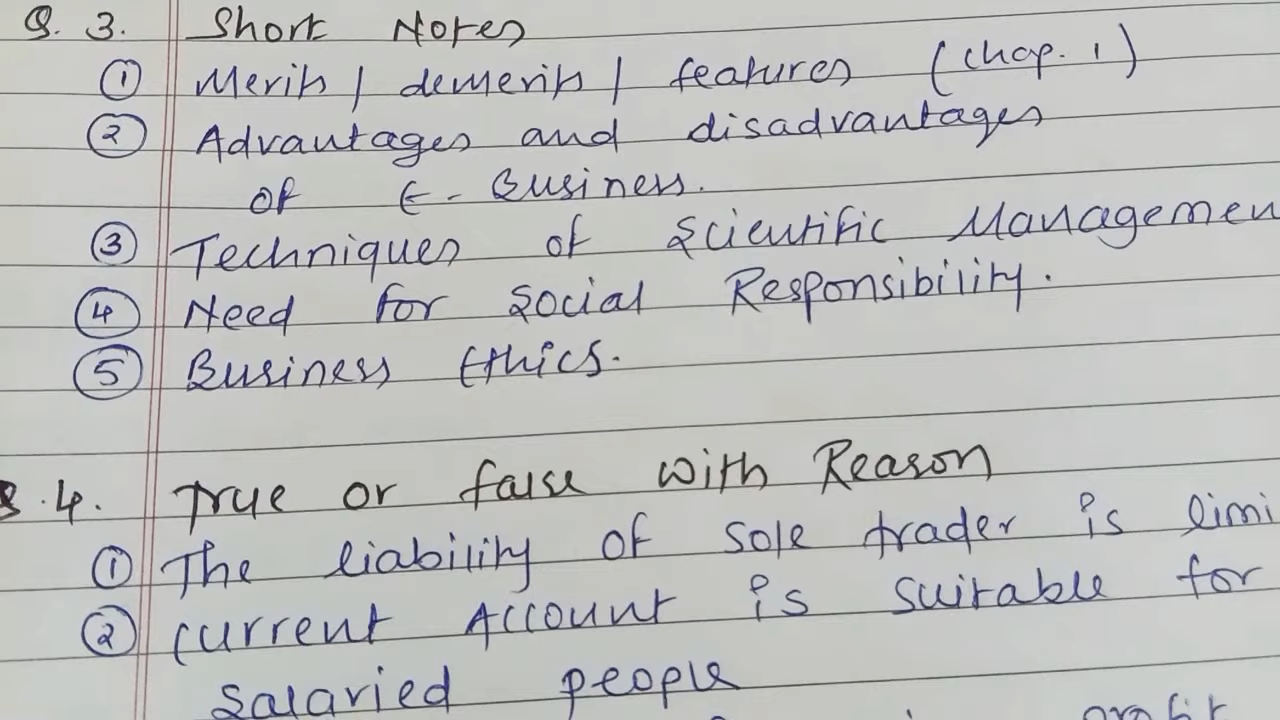 Q. 3. Short Notes
① Merits / demerits / features (Chap. 1)
② Advantages and disadvantages
of E - Business.
③ Techniques of Scientific Managemen
④ Need for Social Responsibility.
⑤ Business Ethics.
Q.4. True or false with Reason
① The liability of sole trader is limi
② Current Account is suitable for
salaried people
profit